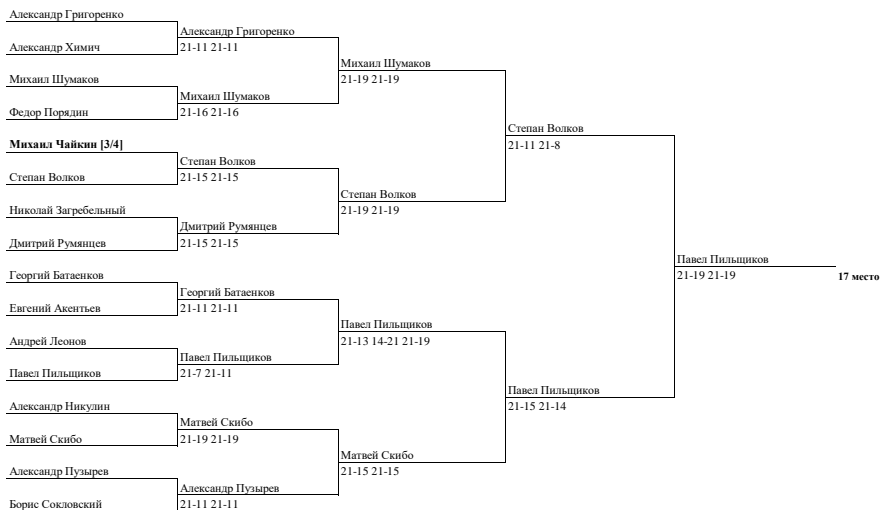 Александр Григоренко
Александр Григоренко
Александр Химич
21-11 21-11
Михаил Шумаков
21-19 21-19
Михаил Шумаков
Михаил Шумаков
Федор Порядин
21-16 21-16
Степан Волков
21-11 21-8
Михаил Чайкин [3/4]
Степан Волков
Степан Волков
21-15 21-15
Степан Волков
21-19 21-19
Николай Загребельный
Дмитрий Румянцев
Дмитрий Румянцев
21-15 21-15
Павел Пильщиков
21-19 21-19
17 место
Георгий Батаенков
Георгий Батаенков
Евгений Акентьев
21-11 21-11
Павел Пильщиков
21-13 14-21 21-19
Андрей Леонов
Павел Пильщиков
Павел Пильщиков
21-7 21-11
Павел Пильщиков
21-15 21-14
Александр Никулин
Матвей Скибо
Матвей Скибо
21-19 21-19
Матвей Скибо
21-15 21-15
Александр Пузырев
Александр Пузырев
Борис Сокловский
21-11 21-11